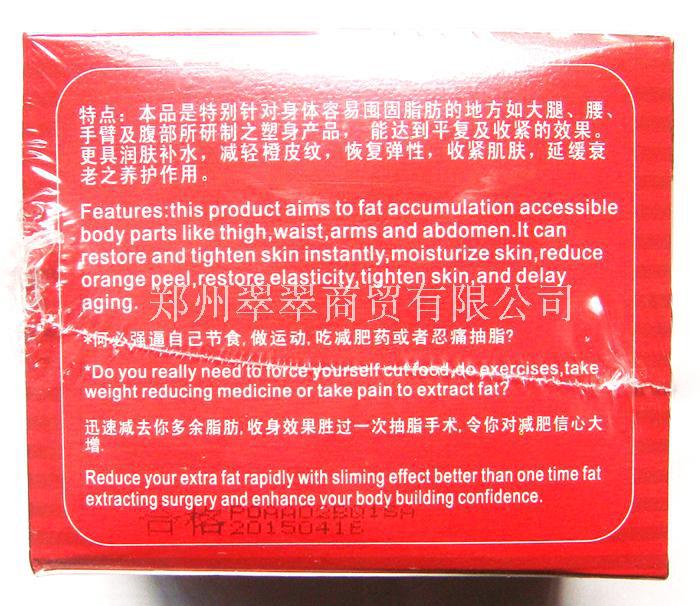 特点：本品是特别针对身体容易囤固脂肪的地方如大腿、腰、
手臂及腹部所研制之塑身产品， 能达到平复及收紧的效果。
更具润肤补水，减轻橙皮纹，恢复弹性，收紧肌肤，延缓衰
老之养护作用。
Features:this product aims to fat accumulation accessible
body parts like thigh,waist,arms and abdomen.It can
restore and tighten skin instantly,moisturize skin,reduce
orange peel,restore elasticity,tighten skin,and delay
aging.
郑州翠翠商贸有限公司
*何必强逼自己节食,做运动,吃减肥药或者忍痛抽脂?
*Do you really need to force yourself cut food,do exercises,take
weight reducing medicine or take pain to extract fat?
迅速减去你多余脂肪,收身效果胜过一次抽脂手术,令你对减肥信心大
增.
Reduce your extra fat rapidly with sliming effect better than one time fat
extracting surgery and enhance your body building confidence.
合格
20150416